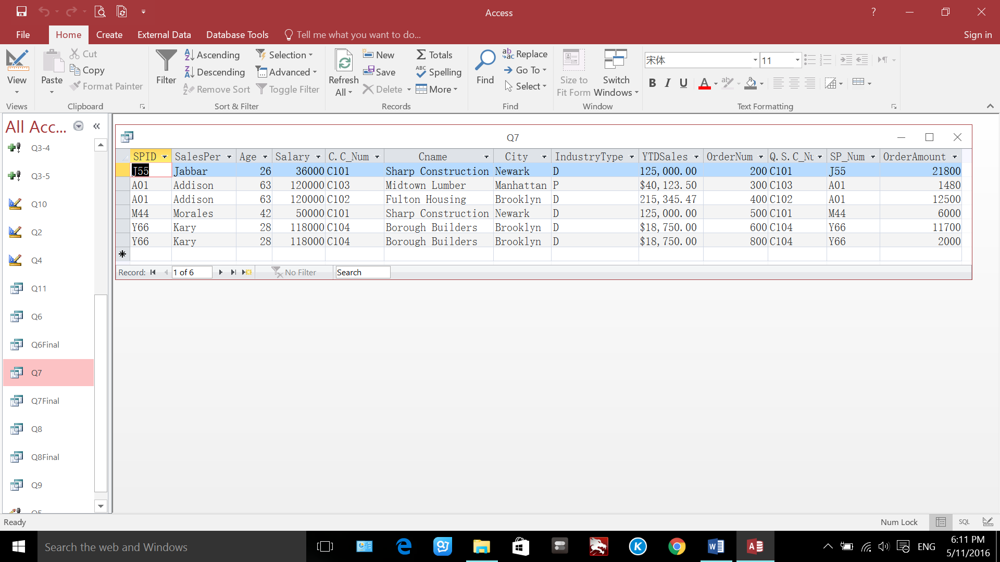 Access
?
File Home Create External Data Database Tools Tell me what you want to do... Sign in
View
Views
Paste
Cut
Copy
Format Painter
Clipboard
Filter
Ascending
Descending
Remove Sort
Selection
Advanced
Toggle Filter
Sort & Filter
Refresh
All
New
Save
Delete
Totals
Spelling
More
Records
Find
Replace
Go To
Select
Find
Size to
Fit Form
Switch
Windows
Window
宋体 11
B I U A
Text Formatting
All Acc...
Q3-4
Q3-5
Q10
Q2
Q4
Q11
Q6
Q6Final
Q7
Q7Final
Q8
Q8Final
Q9
Q7
SPID SalesPer Age Salary C.C_Num Cname City IndustryType YTDSales OrderNum Q.S.C_Nu SP_Num OrderAmount
J55 Jabbar 26 36000 C101 Sharp Construction Newark D 125,000.00 200 C101 J55 21800
A01 Addison 63 120000 C103 Midtown Lumber Manhattan P $40,123.50 300 C103 A01 1480
A01 Addison 63 120000 C102 Fulton Housing Brooklyn D 215,345.47 400 C102 A01 12500
M44 Morales 42 50000 C101 Sharp Construction Newark D 125,000.00 500 C101 M44 6000
Y66 Kary 28 118000 C104 Borough Builders Brooklyn D $18,750.00 600 C104 Y66 11700
Y66 Kary 28 118000 C104 Borough Builders Brooklyn D $18,750.00 800 C104 Y66 2000
Record: 1 of 6 No Filter Search
Ready Num Lock SQL
Search the web and Windows
ENG
6:11 PM
5/11/2016